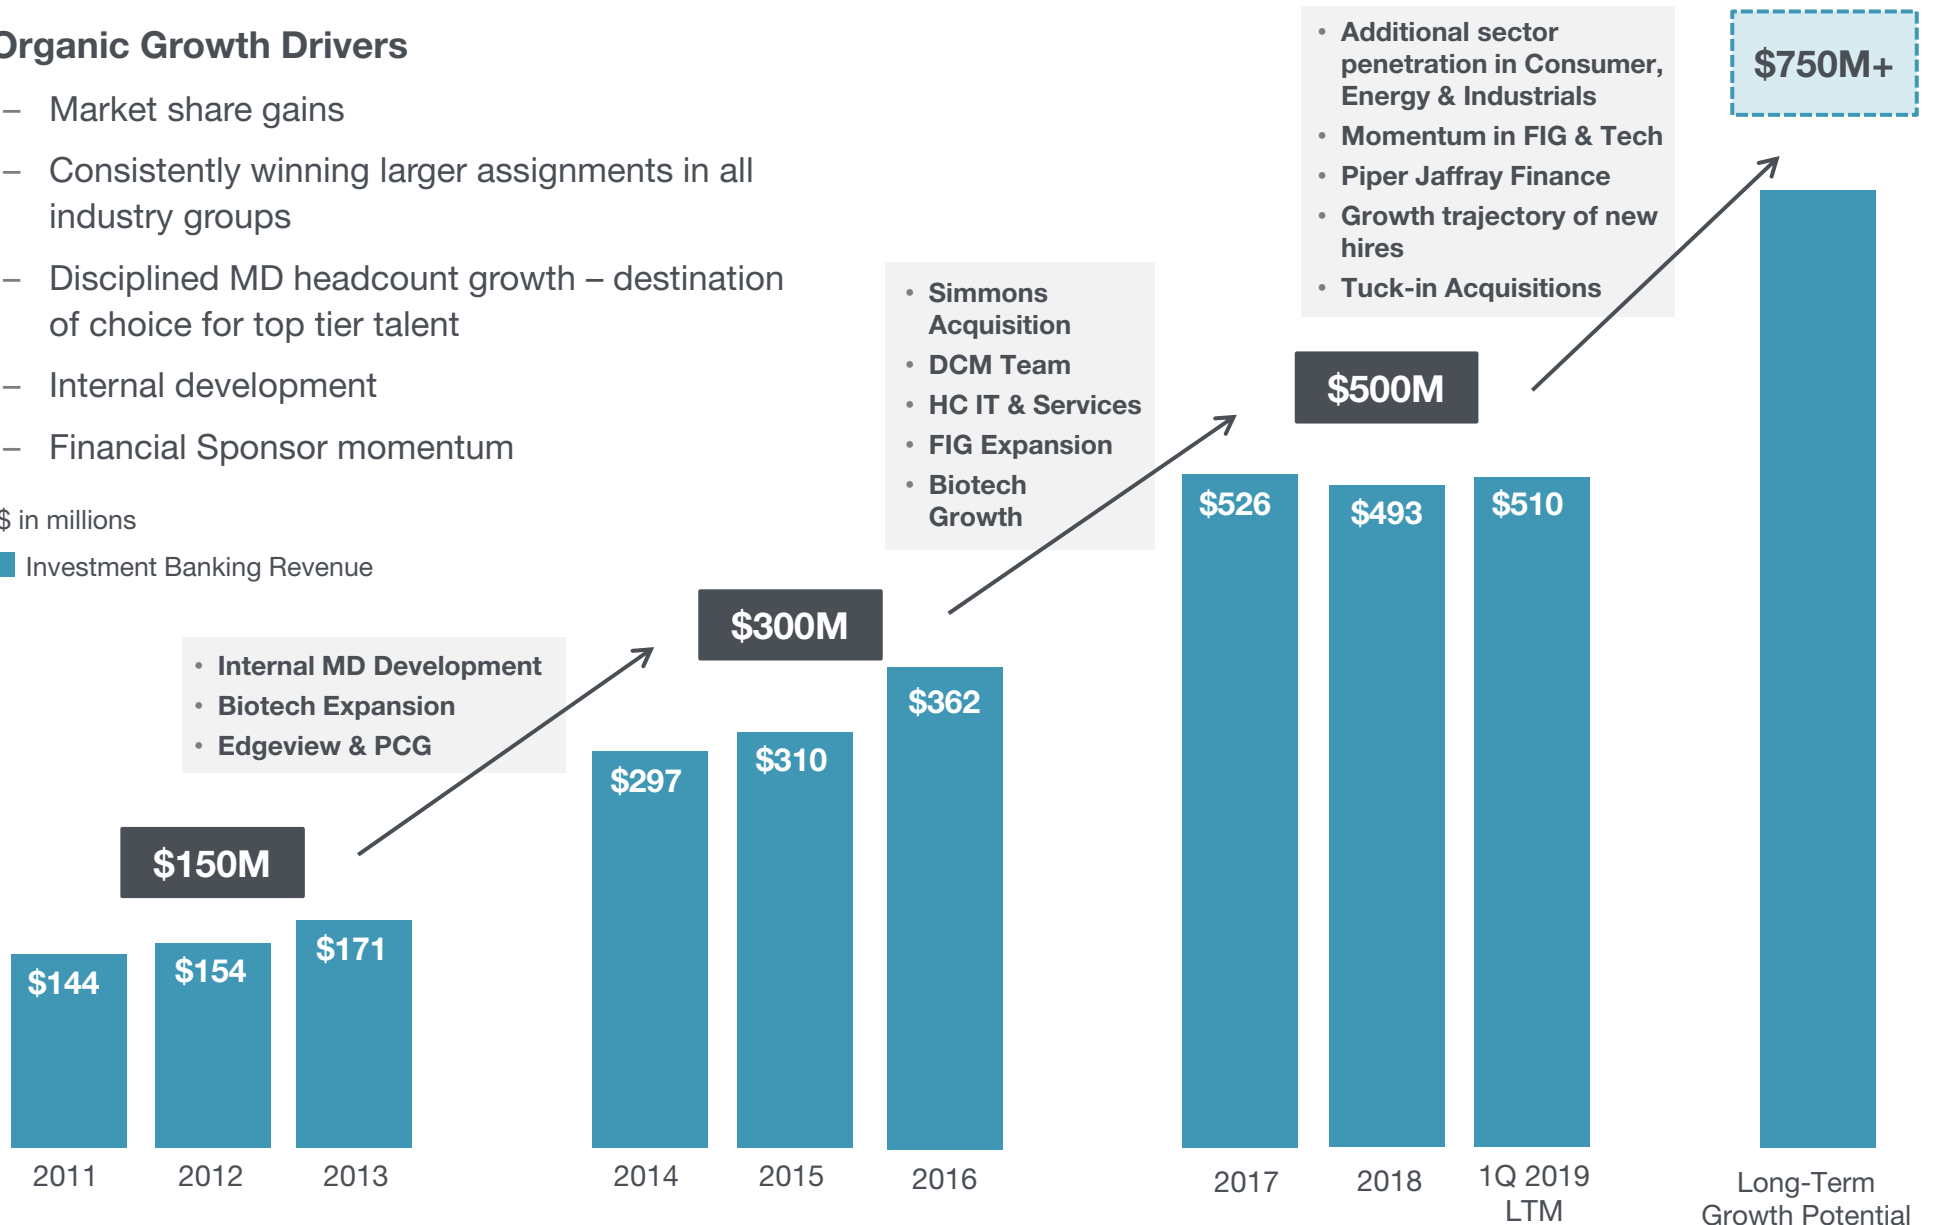 Organic Growth Drivers
– Market share gains
– Consistently winning larger assignments in all
industry groups
– Disciplined MD headcount growth – destination
of choice for top tier talent
– Internal development
– Financial Sponsor momentum
$ in millions
Investment Banking Revenue
• Internal MD Development
• Biotech Expansion
• Edgeview & PCG
• Simmons
Acquisition
• DCM Team
• HC IT & Services
• FIG Expansion
• Biotech
Growth
• Additional sector
penetration in Consumer,
Energy & Industrials
• Momentum in FIG & Tech
• Piper Jaffray Finance
• Growth trajectory of new
hires
• Tuck-in Acquisitions
$150M
$300M
$500M
$750M+
$144
$154
$171
$297
$310
$362
$526
$493
$510
2011
2012
2013
2014
2015
2016
2017
2018
1Q 2019
LTM
Long-Term
Growth Potential